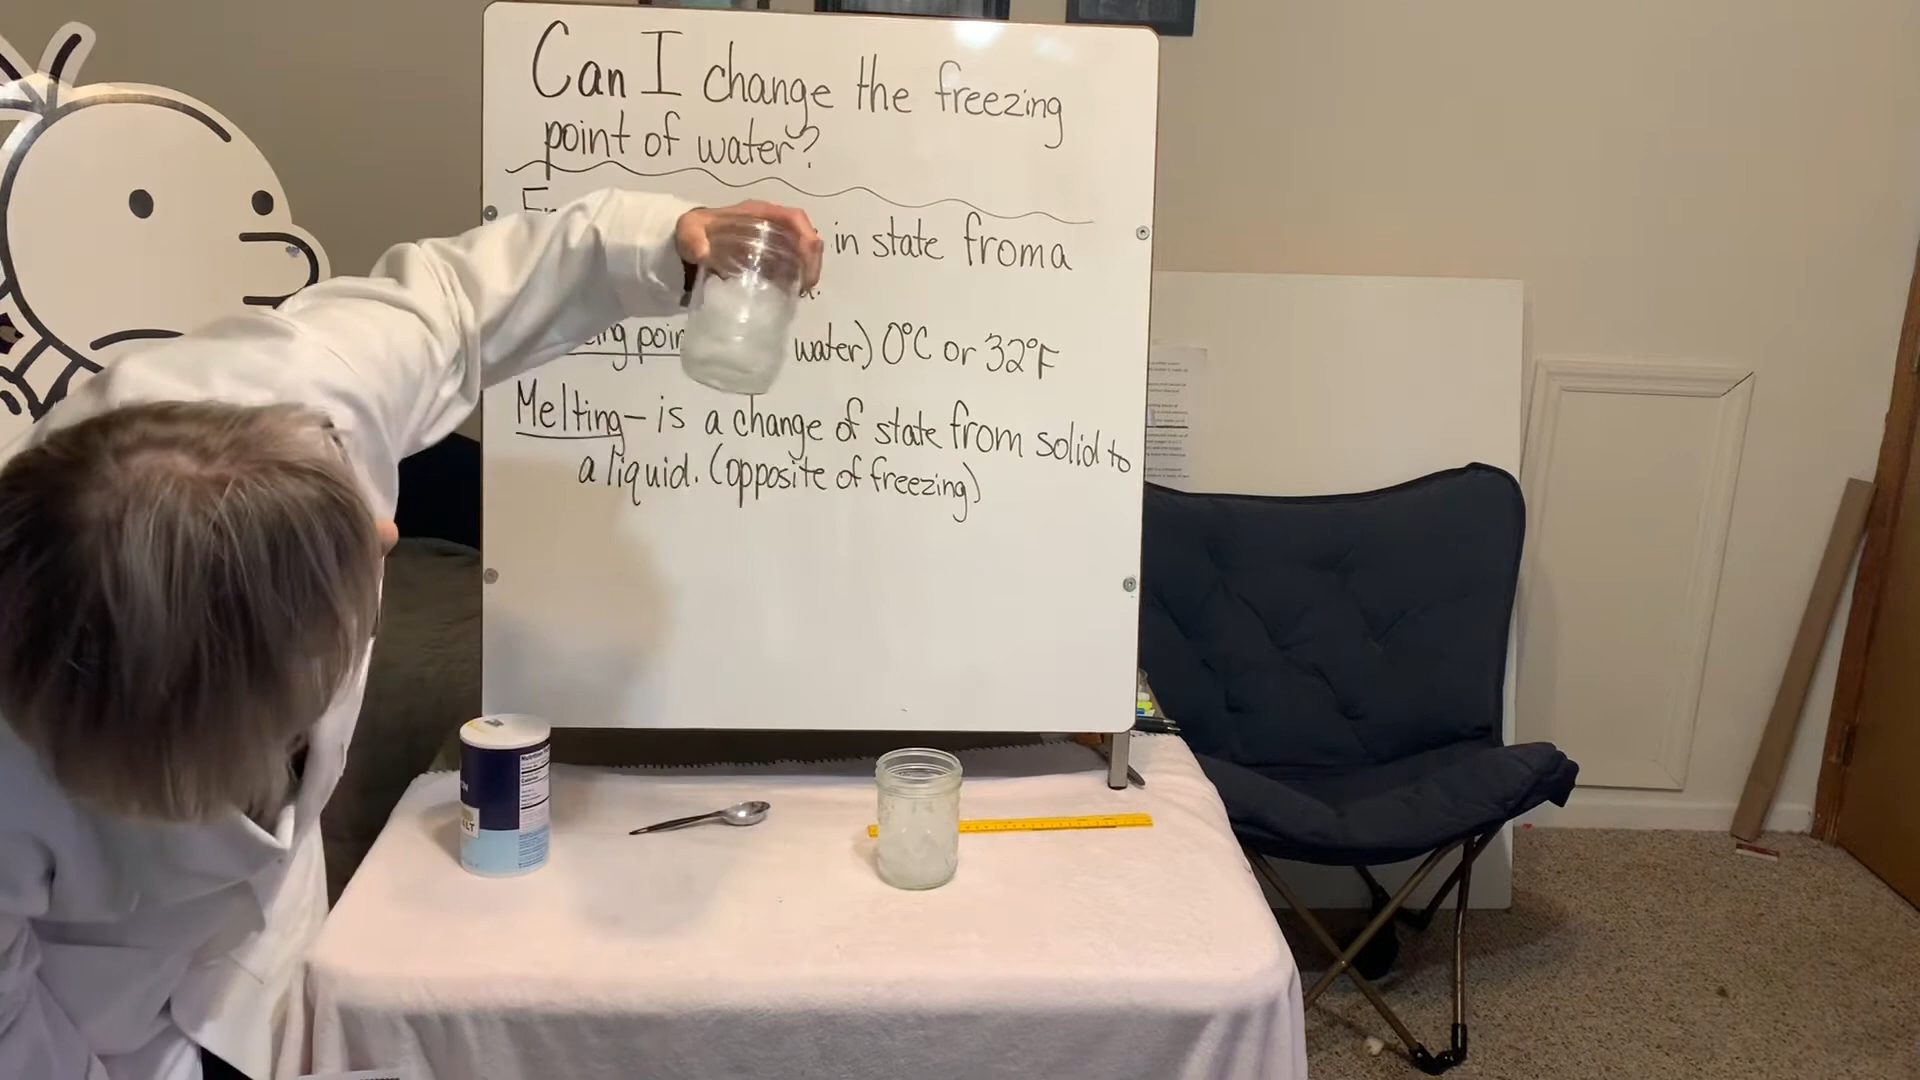 Can I change the freezing
point of water?
in state from a
water) 0°C or 32°F
Melting- is a change of state from solid to
a liquid. (opposite of freezing)